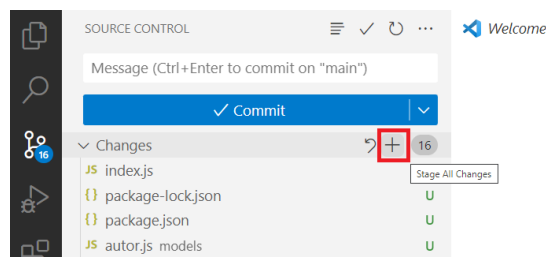 SOURCE CONTROL
Welcome
Message (Ctrl+Enter to commit on "main")
Commit
Changes 16
16
JS index.js
Stage All Changes
{} package-lock.json U
{} package.json U
JS autor.js models U